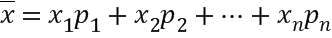 x̅ = x₁p₁ + x₂p₂ + ⋯ + xₙpₙ